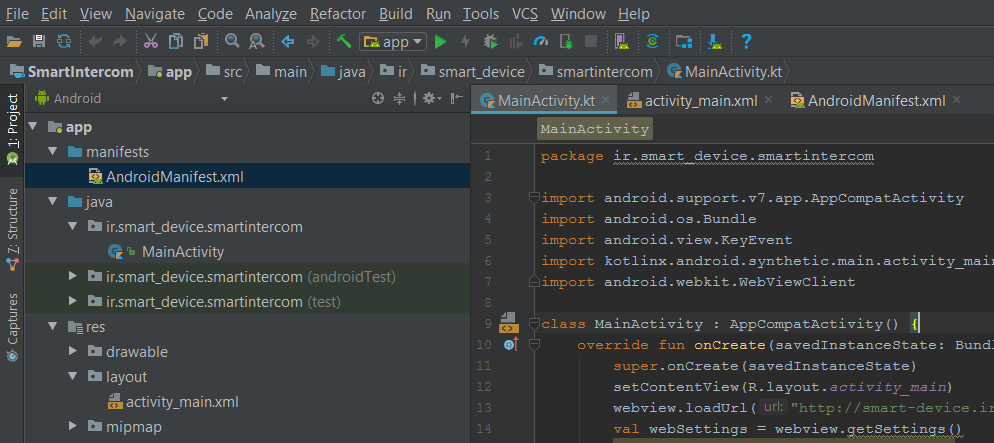 File Edit View Navigate Code Analyze Refactor Build Run Tools VCS Window Help
app
SmartIntercom app src main java ir smart_device smartintercom MainActivity.kt
1: Project
Z: Structure
Captures
Android
app
manifests
AndroidManifest.xml
java
ir.smart_device.smartintercom
MainActivity
ir.smart_device.smartintercom (androidTest)
ir.smart_device.smartintercom (test)
res
drawable
layout
activity_main.xml
mipmap
MainActivity.kt activity_main.xml AndroidManifest.xml
MainActivity
1 package ir.smart_device.smartintercom
2
3 import android.support.v7.app.AppCompatActivity
4 import android.os.Bundle
5 import android.view.KeyEvent
6 import kotlinx.android.synthetic.main.activity_main
7 import android.webkit.WebViewClient
8
9 class MainActivity : AppCompatActivity() {
10 override fun onCreate(savedInstanceState: Bund
11 super.onCreate(savedInstanceState)
12 setContentView(R.layout.activity_main)
13 webview.loadUrl( url: "http://smart-device.ir
14 val webSettings = webview.getSettings()